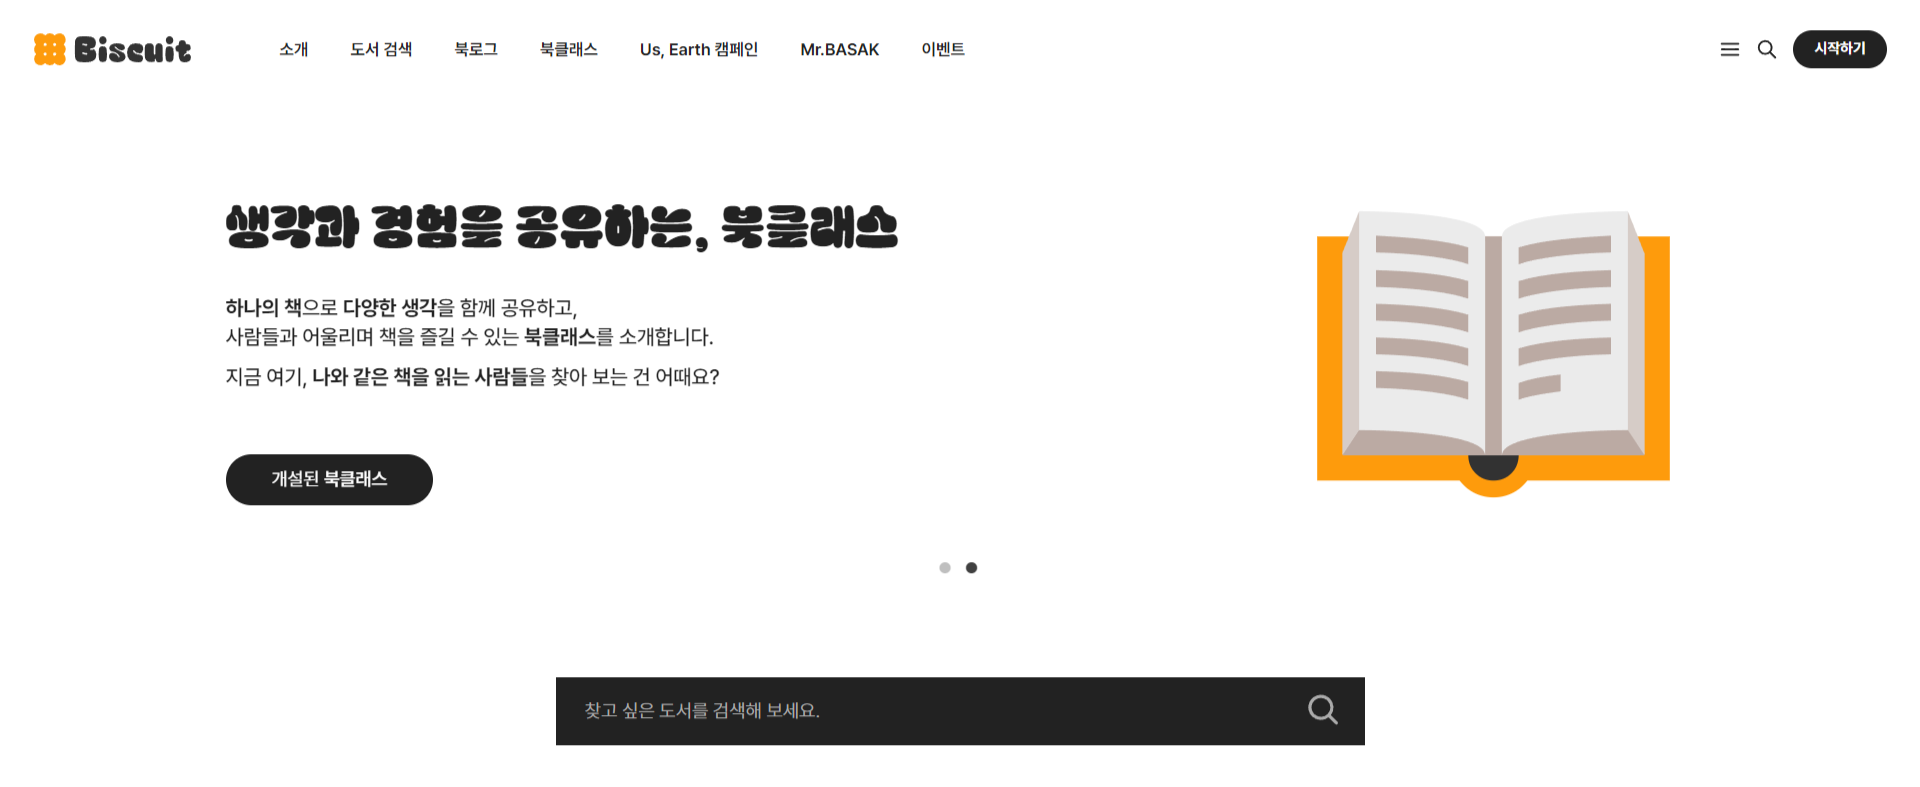 Biscuit
소개
도서 검색
북로그
북클래스
Us, Earth 캠페인
Mr.BASAK
이벤트
시작하기
생각과 경험을 공유하는, 북클래스
하나의 책으로 다양한 생각을 함께 공유하고,
사람들과 어울리며 책을 즐길 수 있는 북클래스를 소개합니다.
지금 여기, 나와 같은 책을 읽는 사람들을 찾아 보는 건 어때요?
개설된 북클래스
찾고 싶은 도서를 검색해 보세요.